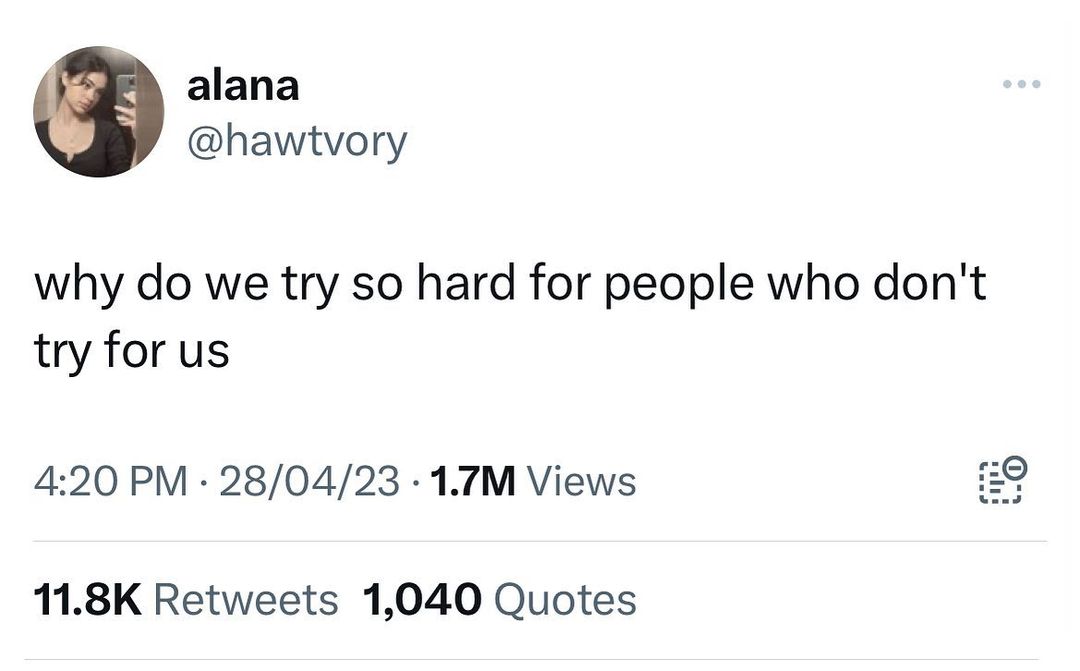 alana
@hawtvory
why do we try so hard for people who don't
try for us
4:20 PM · 28/04/23 · 1.7M Views
11.8K Retweets 1,040 Quotes